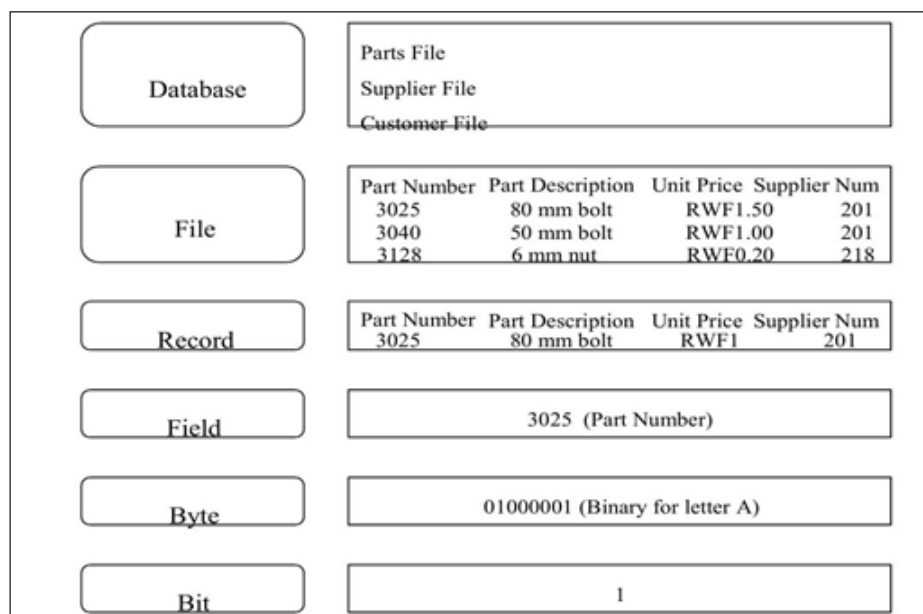 Database
Parts File
Supplier File
Customer File
File
Part Number Part Description Unit Price Supplier Num
3025 80 mm bolt RWF1.50 201
3040 50 mm bolt RWF1.00 201
3128 6 mm nut RWF0.20 218
Record
Part Number Part Description Unit Price Supplier Num
3025 80 mm bolt RWF1 201
Field
3025 (Part Number)
Byte
01000001 (Binary for letter A)
Bit
1